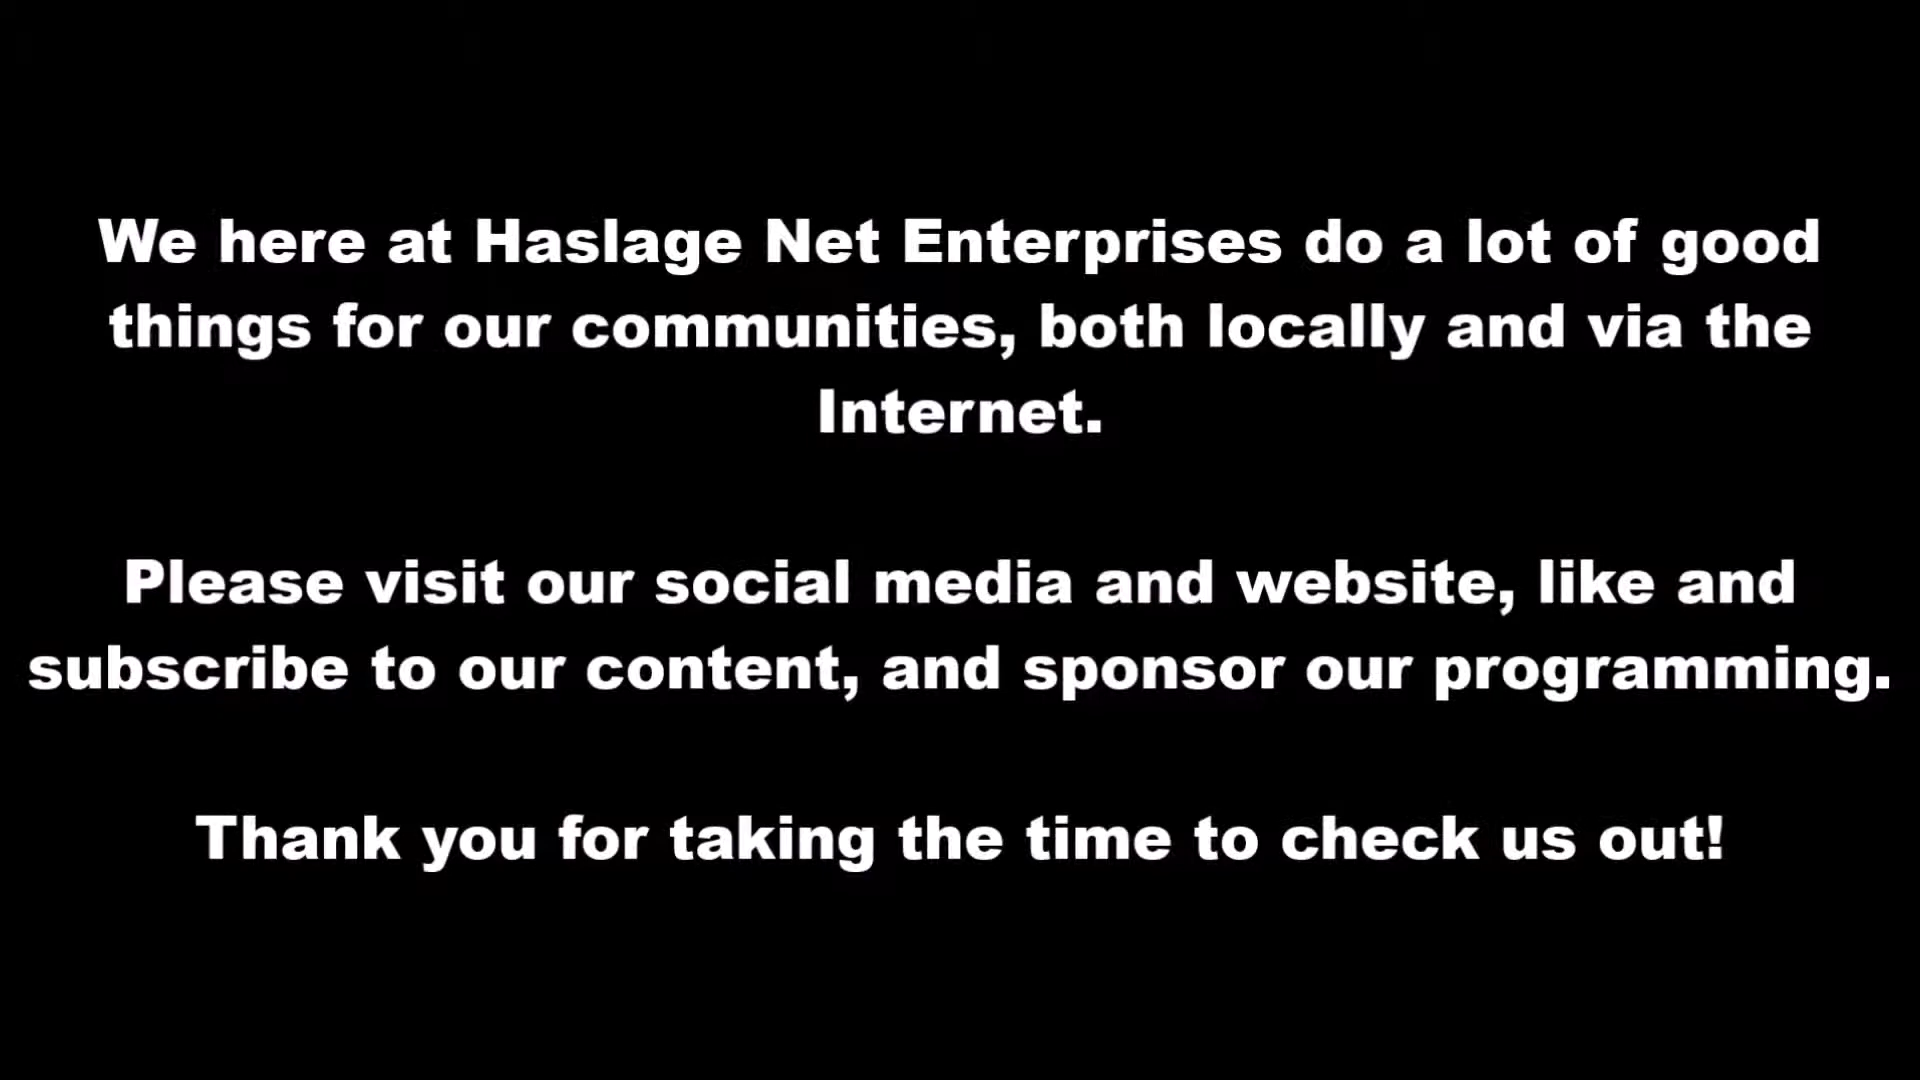 We here at Haslage Net Enterprises do a lot of good
things for our communities, both locally and via the
Internet.
Please visit our social media and website, like and
subscribe to our content, and sponsor our programming.
Thank you for taking the time to check us out!